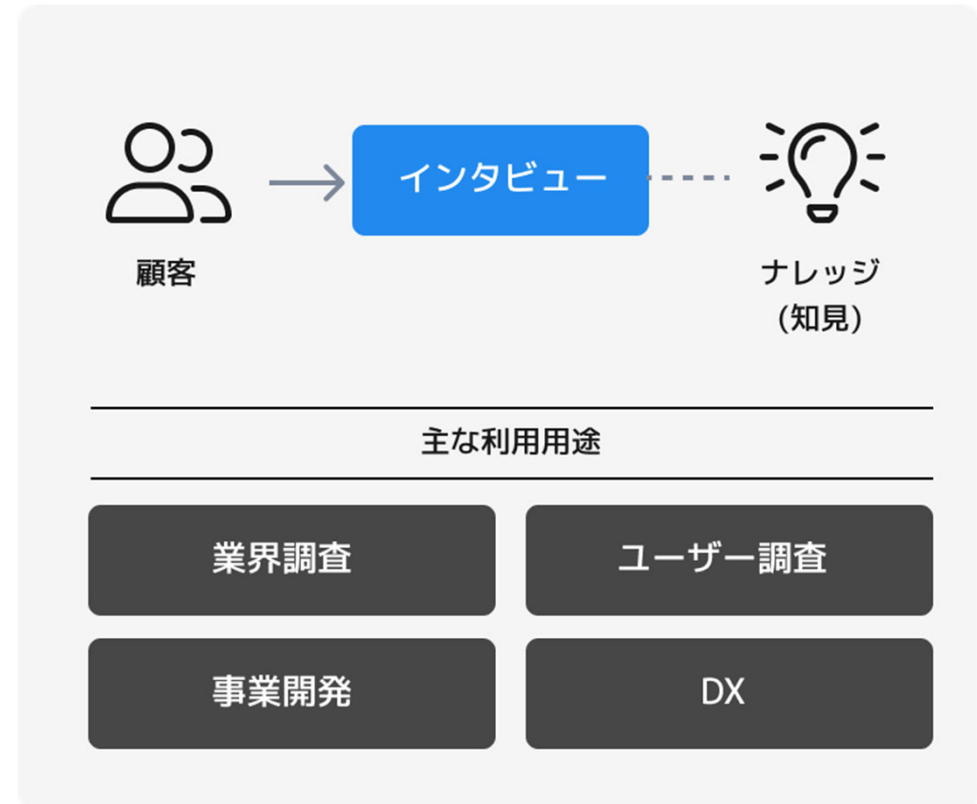 インタビュー
顧客
ナレッジ
(知見)
主な利用用途
業界調査
ユーザー調査
事業開発
DX